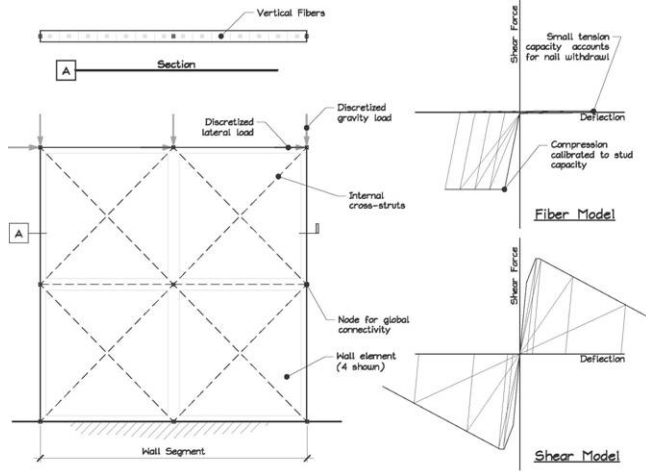 Vertical Fibers
A
Section
Discretized
lateral load
Discretized
gravity load
Internal
cross-struts
A
Node for global
connectivity
Wall element
(4 shown)
Wall Segment
Shear Force
Small tension
capacity accounts
for nail withdrawl
Deflection
Compression
calibrated to stud
capacity
Fiber Model
Shear Force
Deflection
Shear Model